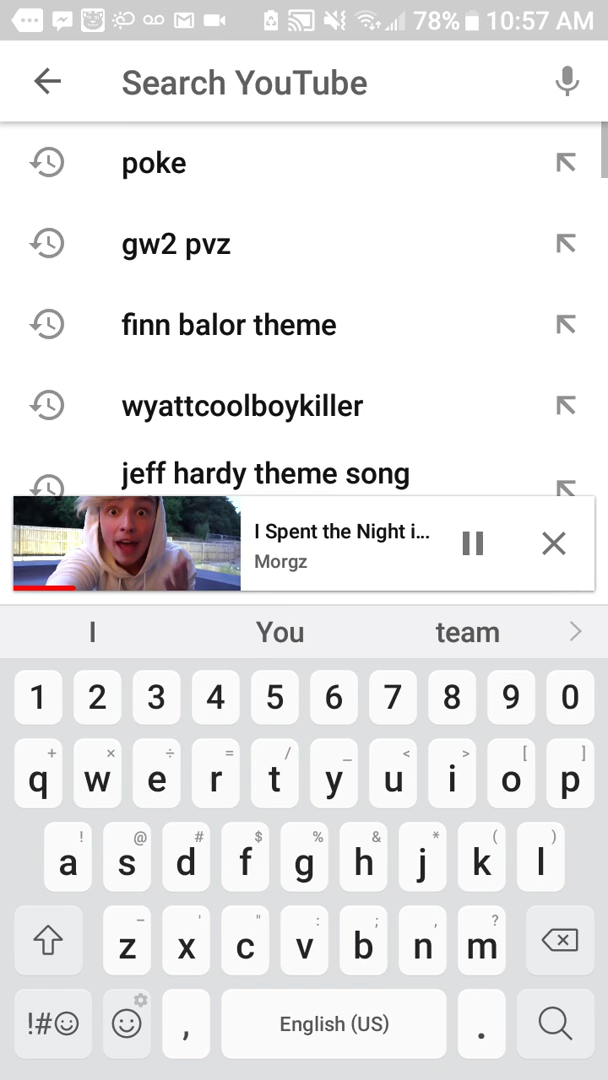 78% 10:57 AM
Search YouTube
poke
gw2 pvz
finn balor theme
wyattcoolboykiller
jeff hardy theme song
I Spent the Night i...
Morgz
I You team
1 2 3 4 5 6 7 8 9 0
+ × ÷ = / _ < > [ ]
q w e r t y u i o p
! @ # $ % & * ( )
a s d f g h j k l
- ' " : ; , ?
z x c v b n m
!#☺ , English (US) .